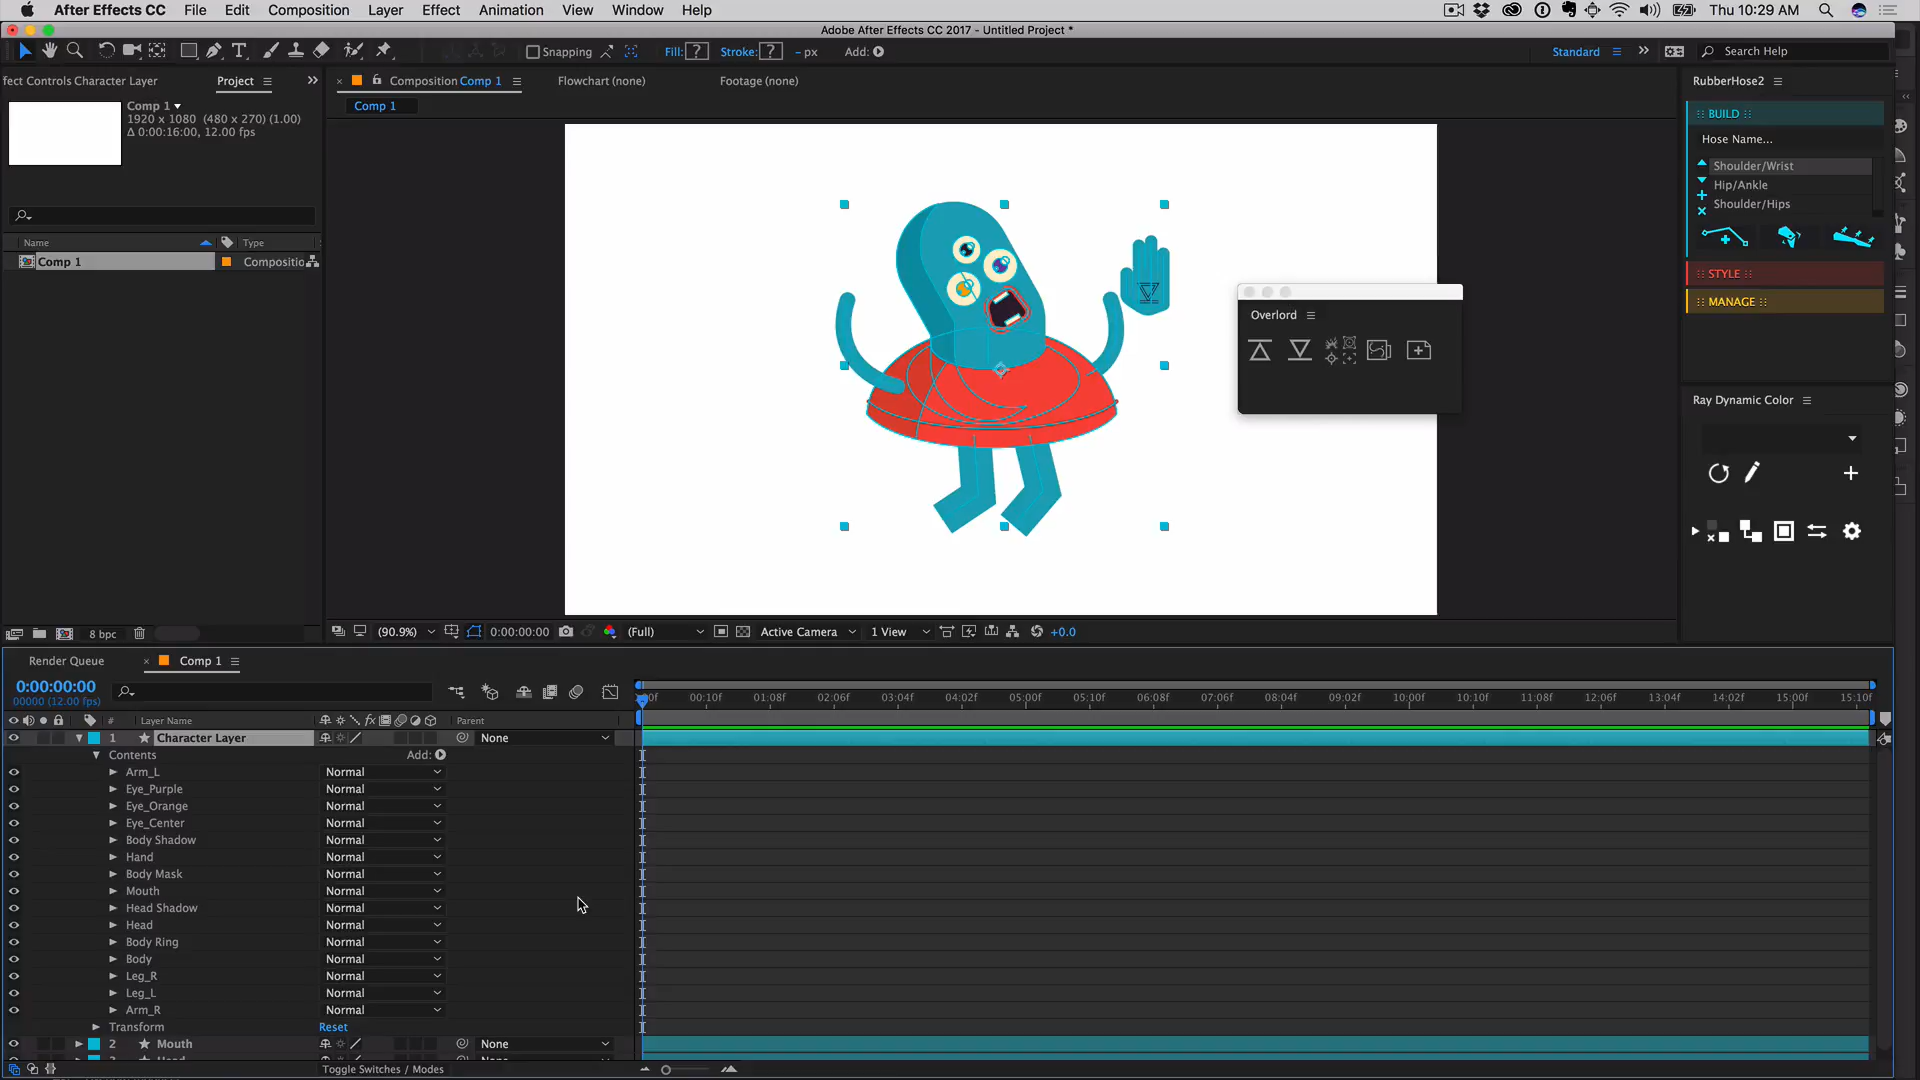 After Effects CC File Edit Composition Layer Effect Animation View Window Help Thu 10:29 AM
Adobe After Effects CC 2017 - Untitled Project *
Snapping Fill: ? Stroke: ? - px Add: Standard Search Help
fect Controls Character Layer Project Composition Comp 1 Flowchart (none) Footage (none) RubberHose2
Comp 1
1920 x 1080 (480 x 270) (1.00)
Δ 0:00:16:00, 12.00 fps
Comp 1
:: BUILD ::
Hose Name...
Shoulder/Wrist
Hip/Ankle
Shoulder/Hips
:: STYLE ::
:: MANAGE ::
Name Type
Comp 1 Compositio
Overlord
Ray Dynamic Color
8 bpc (90.9%) 0:00:00:00 (Full) Active Camera 1 View +0.0
Render Queue Comp 1
0:00:00:00
00000 (12.00 fps)
00f 00:10f 01:08f 02:06f 03:04f 04:02f 05:00f 05:10f 06:08f 07:06f 08:04f 09:02f 10:00f 10:10f 11:08f 12:06f 13:04f 14:02f 15:00f 15:10f
# Layer Name fx Parent
1 Character Layer None
Contents Add:
Arm_L Normal
Eye_Purple Normal
Eye_Orange Normal
Eye_Center Normal
Body Shadow Normal
Hand Normal
Body Mask Normal
Mouth Normal
Head Shadow Normal
Head Normal
Body Ring Normal
Body Normal
Leg_R Normal
Leg_L Normal
Arm_R Normal
Transform Reset
2 Mouth None
Toggle Switches / Modes